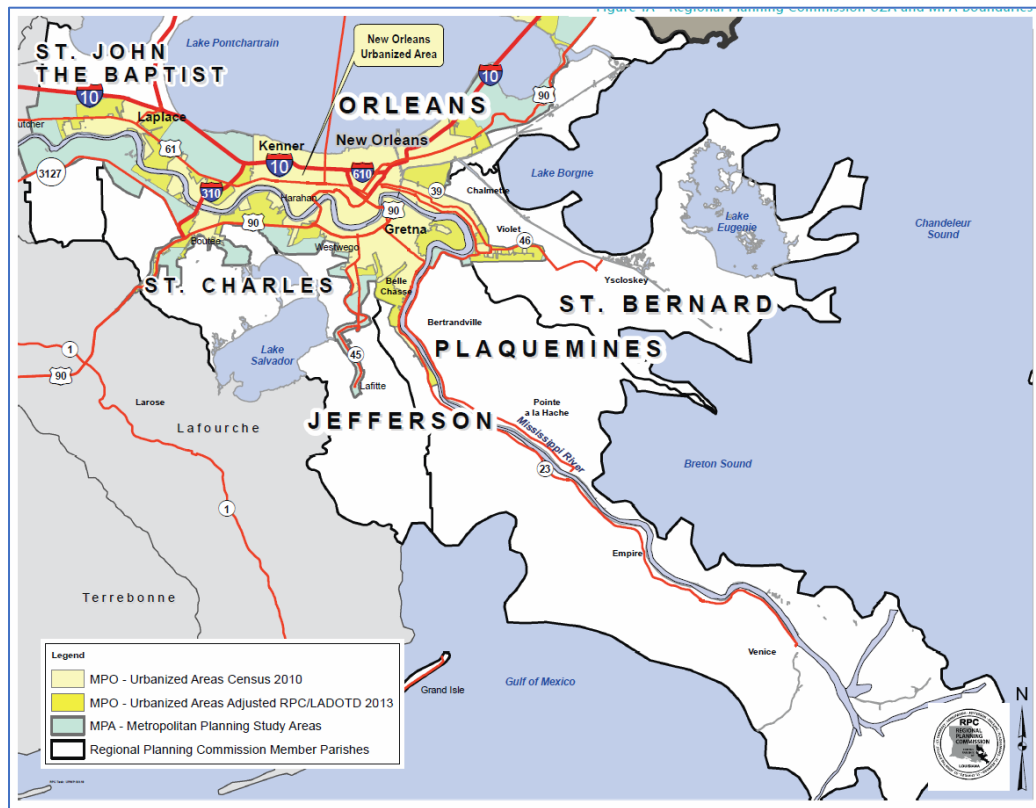 Figure 1A - Regional Planning Commission UZA and MPA Boundaries
Lake Pontchartrain
New Orleans
Urbanized Area
ST. JOHN
THE BAPTIST
10
10
90
ORLEANS
Laplace
New Orleans
Kenner
61
10
610
3127
310
Harahan
39
Chalmette
Lake Borgne
90
90
Gretna
Violet
46
Lake
Eugenie
Chandeleur
Sound
Boutte
Westwego
ST. CHARLES
Belle
Chasse
Yscloskey
ST. BERNARD
Bertrandville
PLAQUEMINES
Lake
Salvador
1
45
90
Lafitte
Larose
Lafourche
JEFFERSON
Pointe
a la Hache
Mississippi River
23
Breton Sound
1
Empire
Terrebonne
Venice
Grand Isle
Gulf of Mexico
Legend
MPO - Urbanized Areas Census 2010
MPO - Urbanized Areas Adjusted RPC/LADOTD 2013
MPA - Metropolitan Planning Study Areas
Regional Planning Commission Member Parishes
RPC
REGIONAL
PLANNING
COMMISSION
LOUISIANA
N